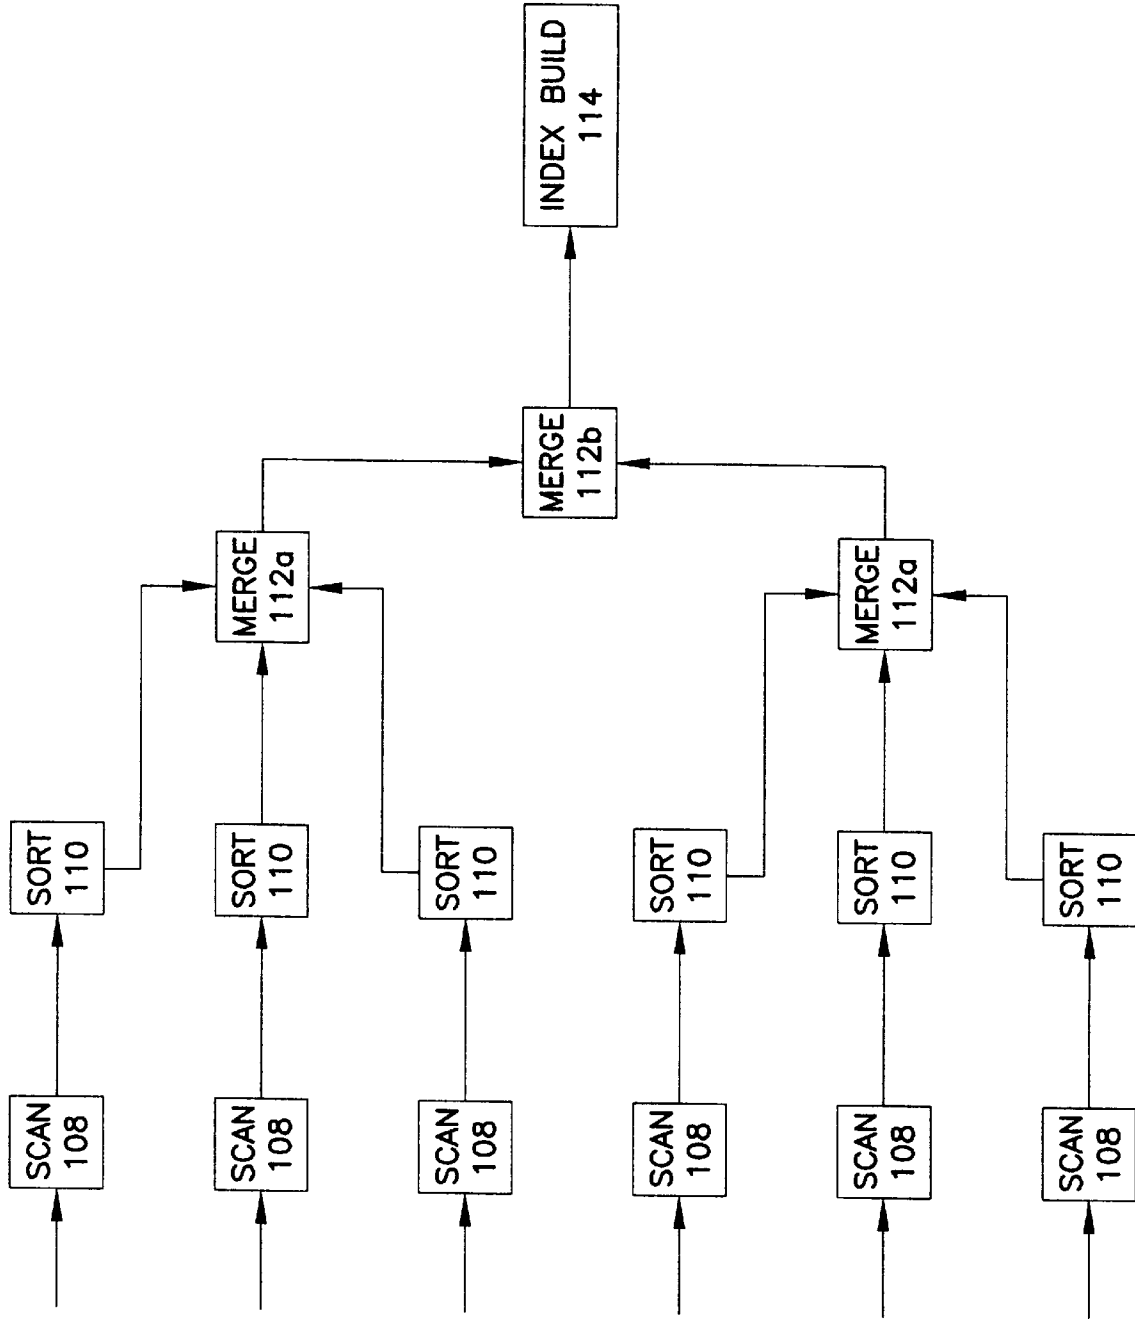 SCAN
108
SORT
110
SCAN
108
SORT
110
MERGE
112a
SCAN
108
SORT
110
MERGE
112b
INDEX BUILD
114
SCAN
108
SORT
110
SCAN
108
SORT
110
MERGE
112a
SCAN
108
SORT
110